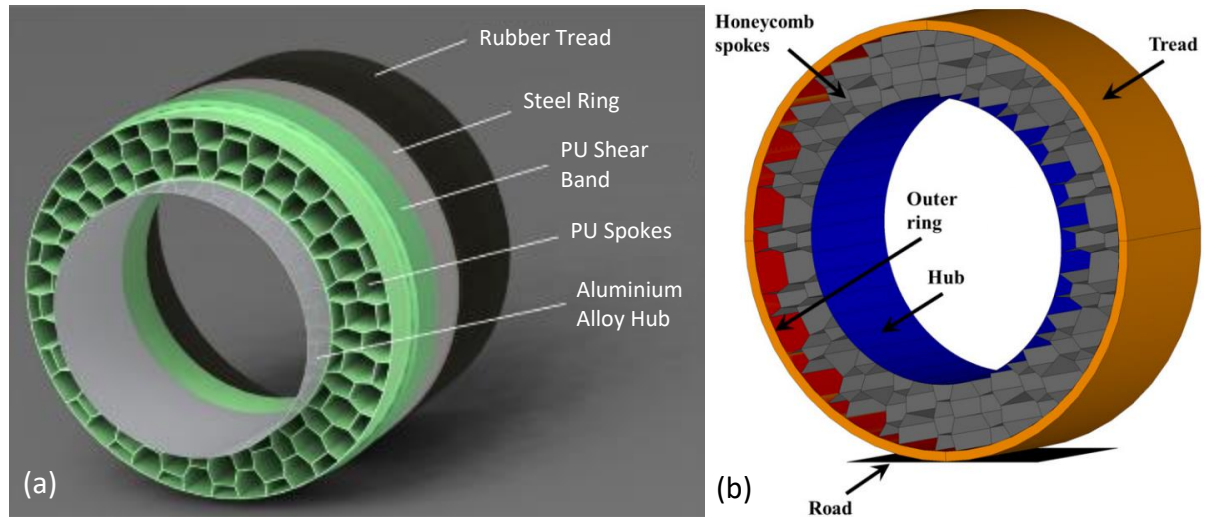 Rubber Tread
Steel Ring
PU Shear
Band
PU Spokes
Aluminium
Alloy Hub
(a)
Honeycomb
spokes
Tread
Outer
ring
Hub
Road
(b)